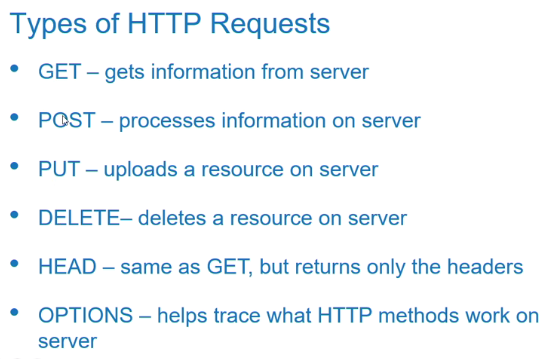 Types of HTTP Requests
• GET – gets information from server
• POST – processes information on server
• PUT – uploads a resource on server
• DELETE– deletes a resource on server
• HEAD – same as GET, but returns only the headers
• OPTIONS – helps trace what HTTP methods work on
server